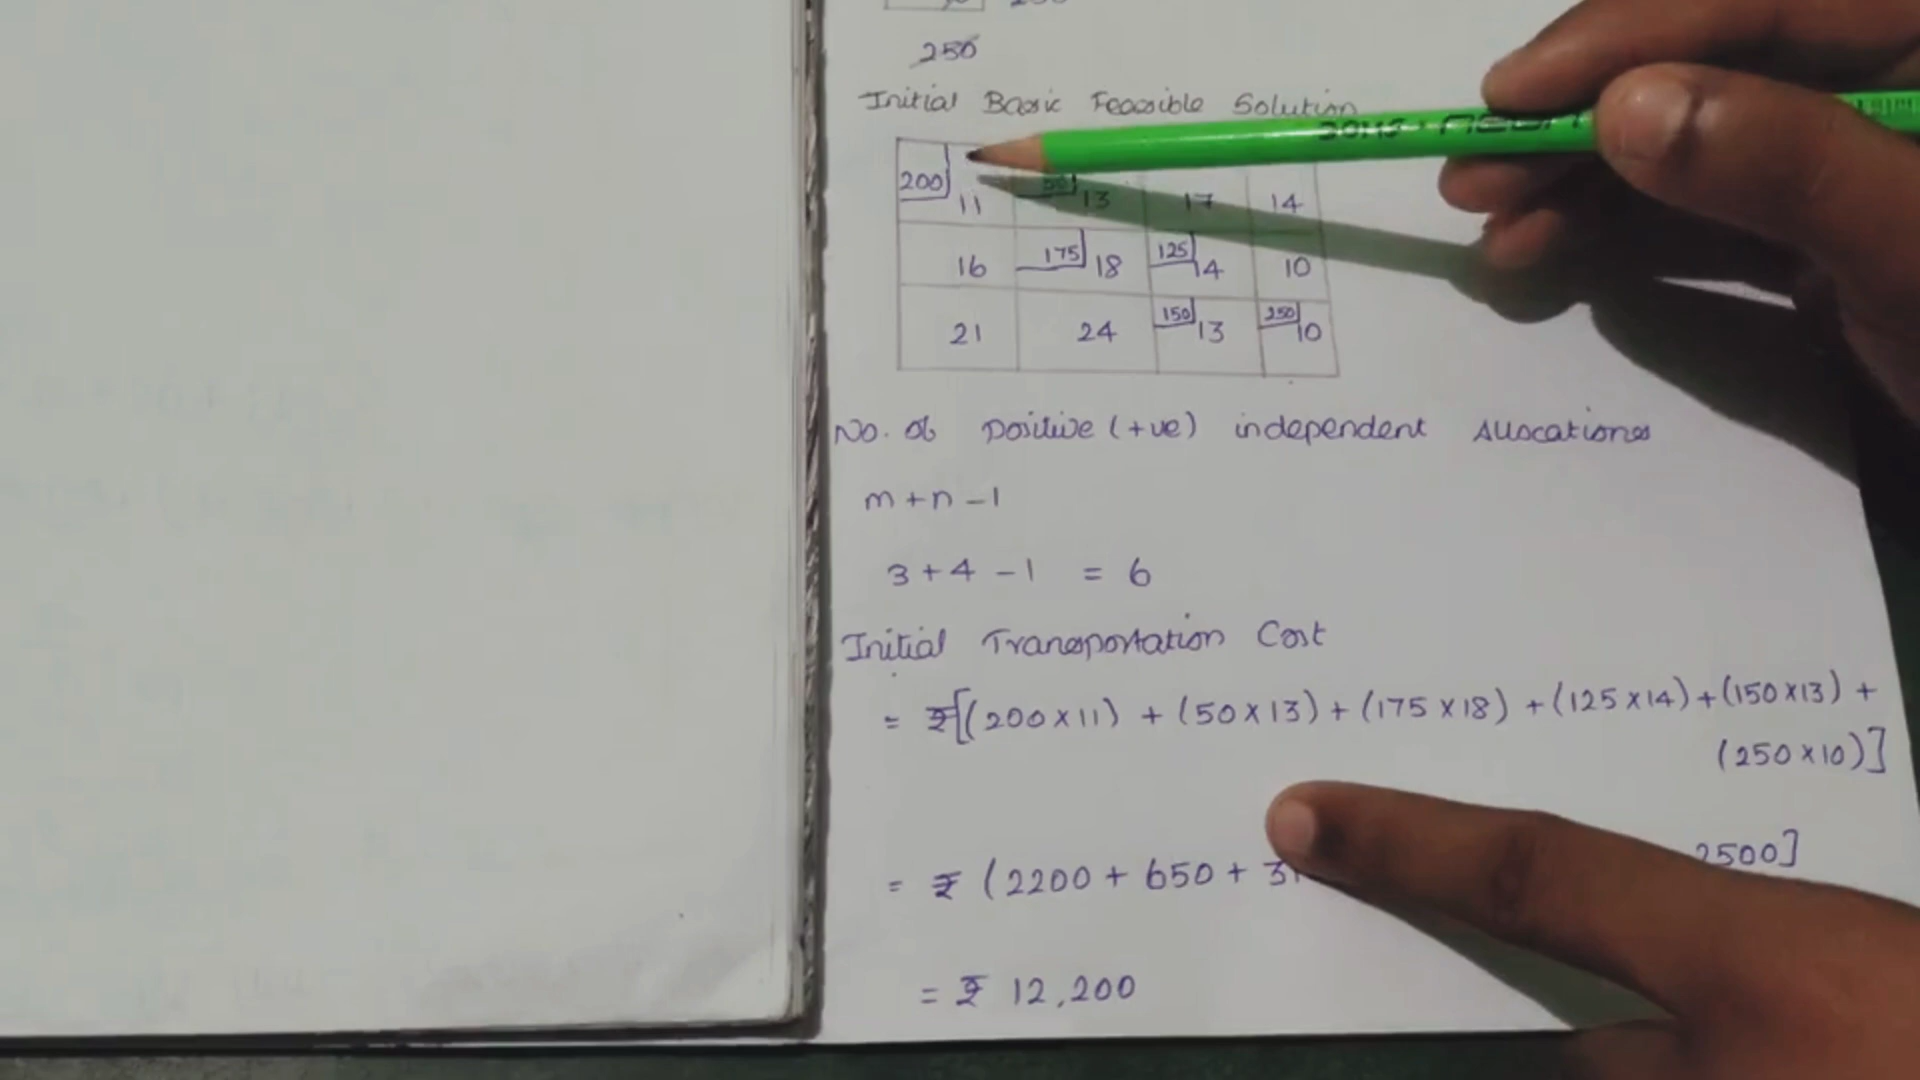 250
Initial Basic Feasible Solution
200 11 50 13 17 14
16 175 18 125 14 10
21 24 150 13 250 10
No. of positive (+ve) independent Allocations
m + n - 1
3 + 4 - 1 = 6
Initial Transportation Cost
= ₹[(200 × 11) + (50 × 13) + (175 × 18) + (125 × 14) + (150 × 13) +
(250 × 10)]
= ₹ (2200 + 650 + 2500]
= ₹ 12,200